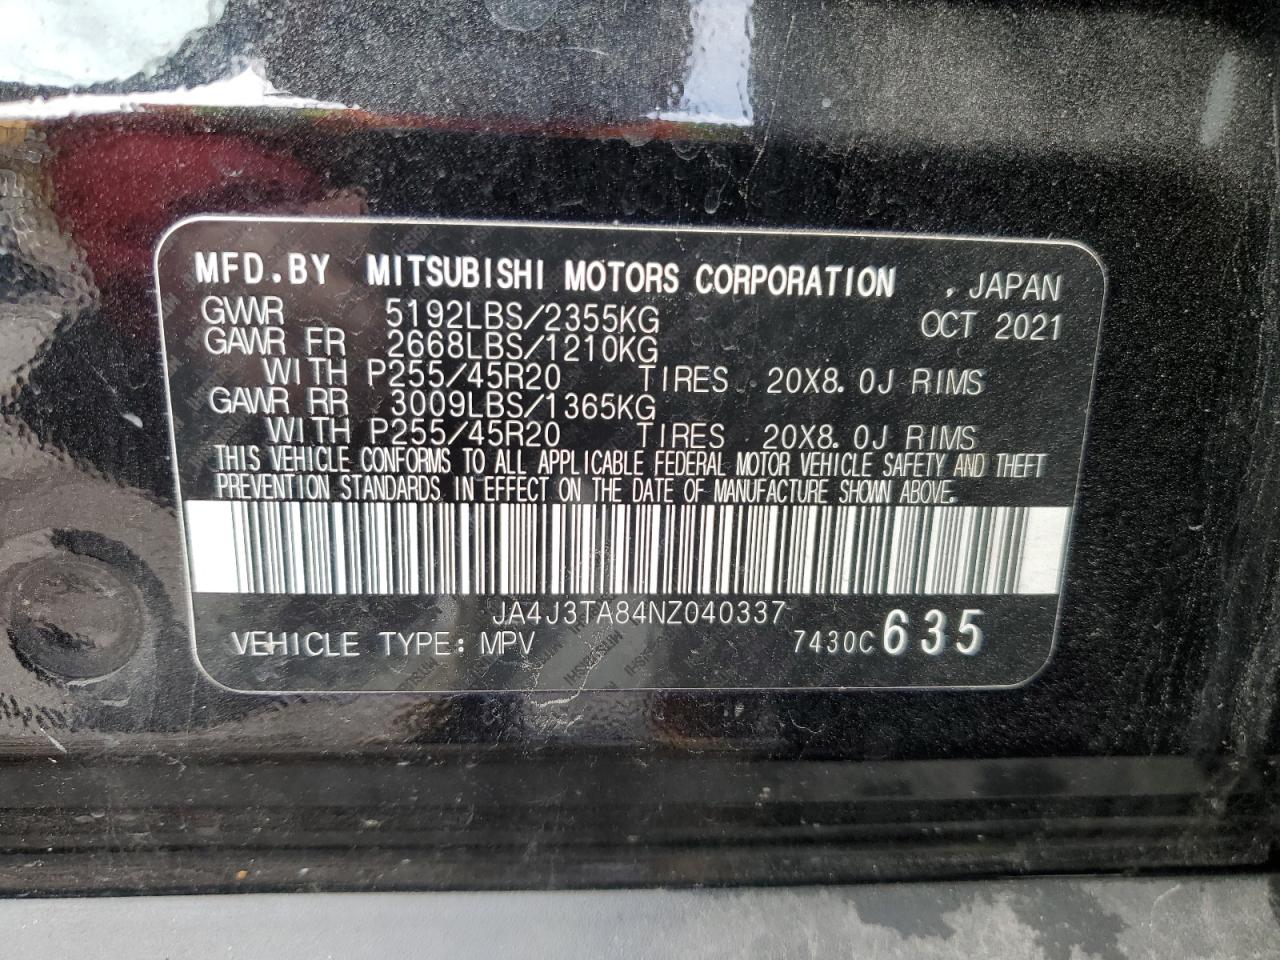 MFD.BY MITSUBISHI MOTORS CORPORATION , JAPAN
GVWR 5192LBS/2355KG OCT 2021
GAWR FR 2668LBS/1210KG
WITH P255/45R20 TIRES 20X8.0J RIMS
GAWR RR 3009LBS/1365KG
WITH P255/45R20 TIRES 20X8.0J RIMS
THIS VEHICLE CONFORMS TO ALL APPLICABLE FEDERAL MOTOR VEHICLE SAFETY AND THEFT
PREVENTION STANDARDS IN EFFECT ON THE DATE OF MANUFACTURE SHOWN ABOVE.
JA4J3TA84NZ040337
VEHICLE TYPE: MPV 7430C 635